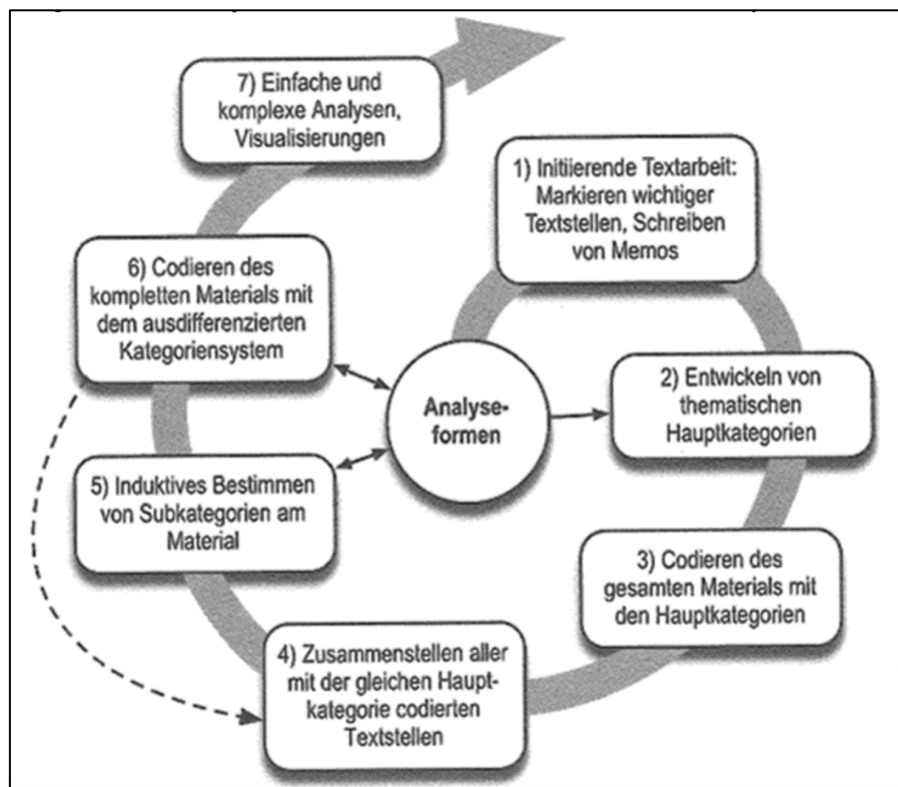 7) Einfache und
komplexe Analysen,
Visualisierungen
1) Initiierende Textarbeit:
Markieren wichtiger
Textstellen, Schreiben
von Memos
6) Codieren des
kompletten Materials mit
dem ausdifferenzierten
Kategoriensystem
Analyse-
formen
2) Entwickeln von
thematischen
Hauptkategorien
5) Induktives Bestimmen
von Subkategorien am
Material
3) Codieren des
gesamten Materials mit
den Hauptkategorien
4) Zusammenstellen aller
mit der gleichen Haupt-
kategorie codierten
Textstellen